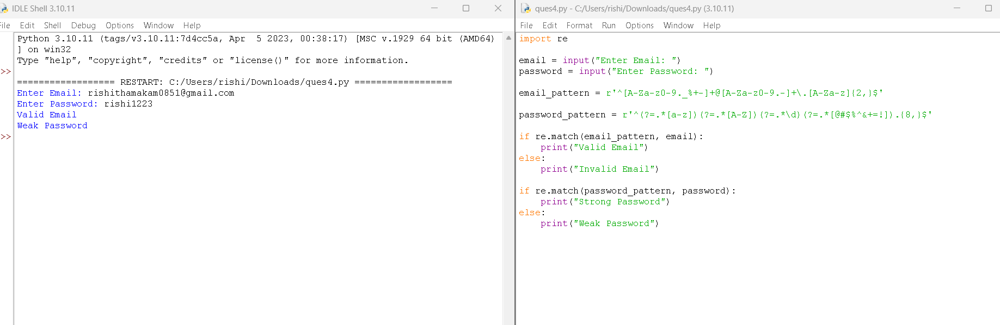 IDLE Shell 3.10.11
File Edit Shell Debug Options Window Help
Python 3.10.11 (tags/v3.10.11:7d4cc5a, Apr  5 2023, 00:38:17) [MSC v.1929 64 bit (AMD64)
] on win32
Type "help", "copyright", "credits" or "license()" for more information.
>>
================== RESTART: C:/Users/rishi/Downloads/ques4.py ==================
Enter Email: rishithamakam0851@gmail.com
Enter Password: rishi1223
Valid Email
Weak Password
>>
ques4.py - C:/Users/rishi/Downloads/ques4.py (3.10.11)
File Edit Format Run Options Window Help
import re
email = input("Enter Email: ")
password = input("Enter Password: ")
email_pattern = r'^[A-Za-z0-9._%+-]+@[A-Za-z0-9.-]+\.[A-Za-z]{2,}$'
password_pattern = r'^(?=.*[a-z])(?=.*[A-Z])(?=.*\d)(?=.*[@#$%^&+=!]).{8,}$'
if re.match(email_pattern, email):
    print("Valid Email")
else:
    print("Invalid Email")
if re.match(password_pattern, password):
    print("Strong Password")
else:
    print("Weak Password")